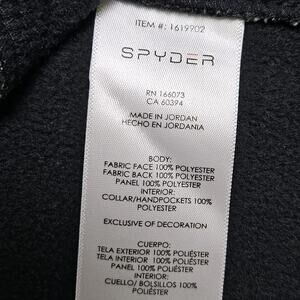 ITEM #: 1619902
SPYDER
RN 166073
CA 60394
MADE IN JORDAN
HECHO EN JORDANIA
BODY:
FABRIC FACE 100% POLYESTER
FABRIC BACK 100% POLYESTER
PANEL 100% POLYESTER
INTERIOR:
COLLAR/HANDPOCKETS 100%
POLYESTER
EXCLUSIVE OF DECORATION
CUERPO:
TELA EXTERIOR 100% POLIÉSTER
TELA INTERIOR 100% POLIÉSTER
PANEL 100% POLIÉSTER
INTERIOR:
CUELLO/ BOLSILLOS 100%
POLIÉSTER